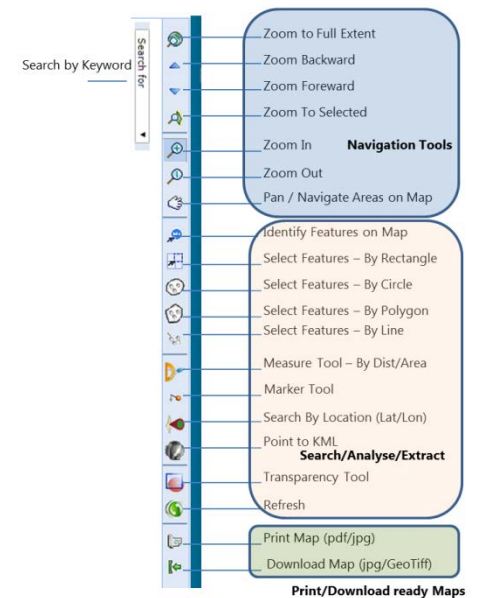 Search by Keyword
Search for
Zoom to Full Extent
Zoom Backward
Zoom Foreward
Zoom To Selected
Zoom In
Navigation Tools
Zoom Out
Pan / Navigate Areas on Map
Identify Features on Map
Select Features – By Rectangle
Select Features – By Circle
Select Features – By Polygon
Select Features – By Line
Measure Tool – By Dist/Area
Marker Tool
Search By Location (Lat/Lon)
Point to KML
Search/Analyse/Extract
Transparency Tool
Refresh
Print Map (pdf/jpg)
Download Map (jpg/GeoTiff)
Print/Download ready Maps